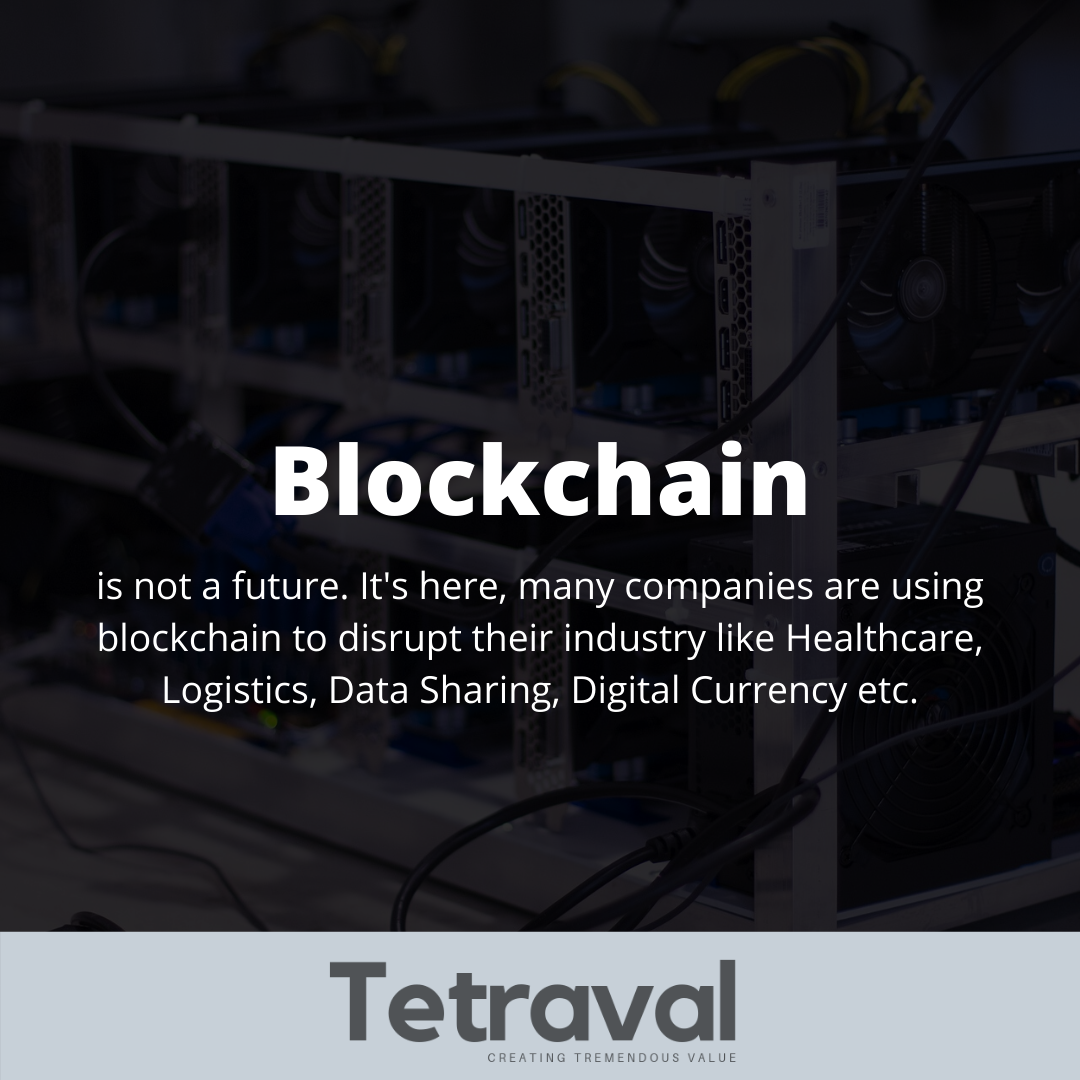 Blockchain
is not a future. It's here, many companies are using
blockchain to disrupt their industry like Healthcare,
Logistics, Data Sharing, Digital Currency etc.
Tetraval
CREATING TREMENDOUS VALUE